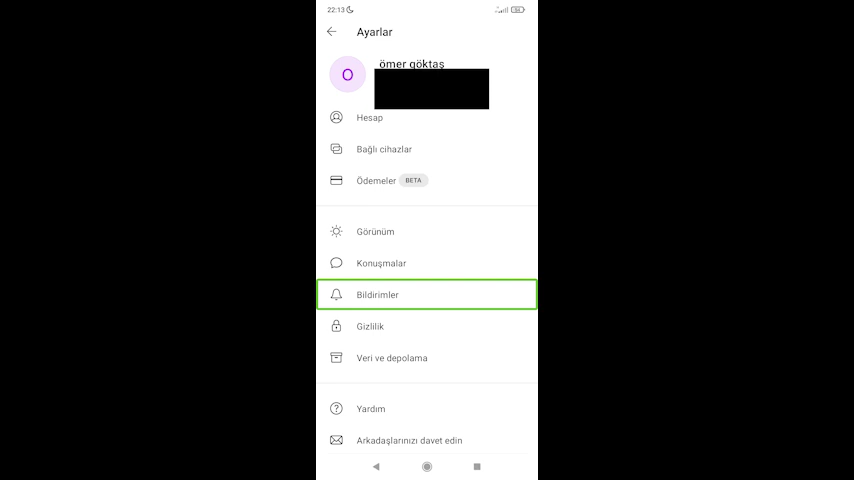 22:13
94
Ayarlar
O
ömer göktaş
Hesap
Bağlı cihazlar
Ödemeler BETA
Görünüm
Konuşmalar
Bildirimler
Gizlilik
Veri ve depolama
Yardım
Arkadaşlarınızı davet edin